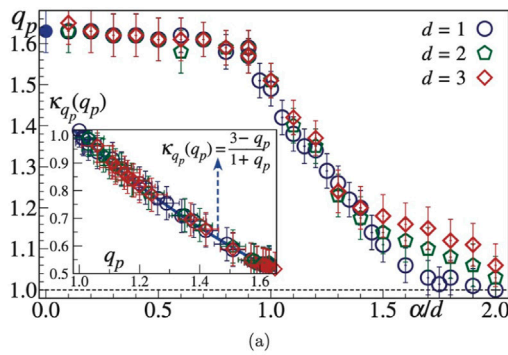 q_p
1.6
1.5
1.4
1.3
1.2
1.1
1.0
0.0 0.5 1.0 1.5 α/d 2.0
d = 1
d = 2
d = 3
κ_{q_p}(q_p)
1.0
0.9
0.8
0.7
0.6
0.5
κ_{q_p}(q_p) = \frac{3-q_p}{1+q_p}
q_p
1.0 1.2 1.4 1.6
(a)